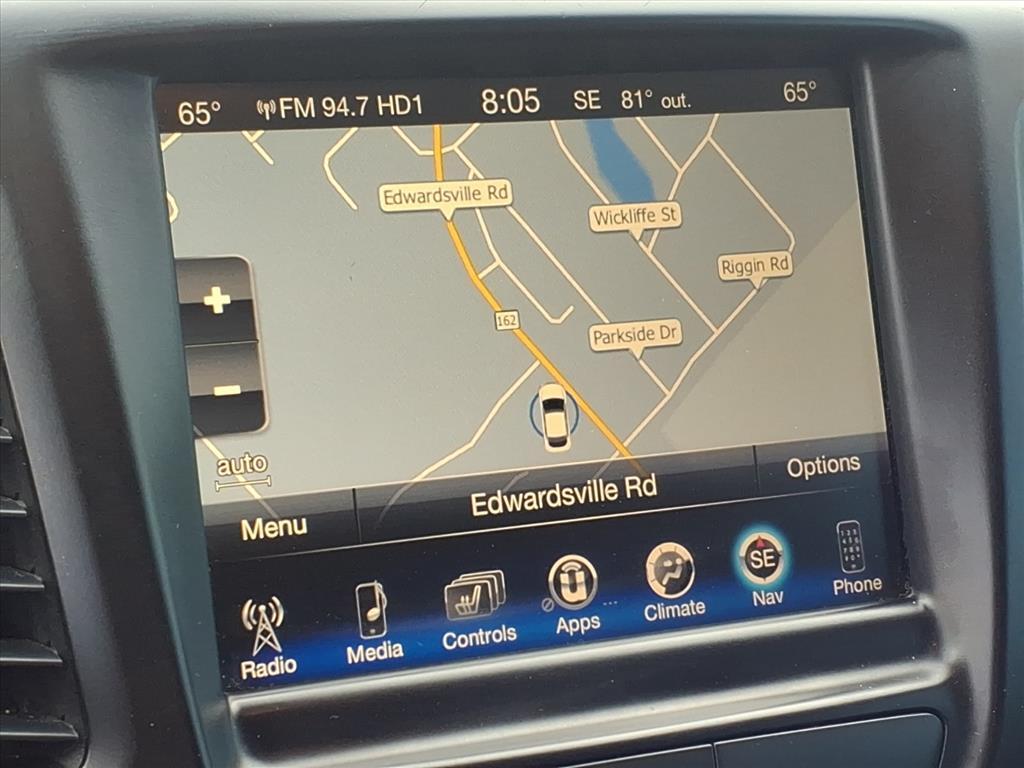 65° FM 94.7 HD1 8:05 SE 81° out. 65°
Edwardsville Rd
Wickliffe St
Riggin Rd
162
Parkside Dr
auto
Menu Edwardsville Rd Options
SE
Radio Media Controls Apps Climate Nav Phone